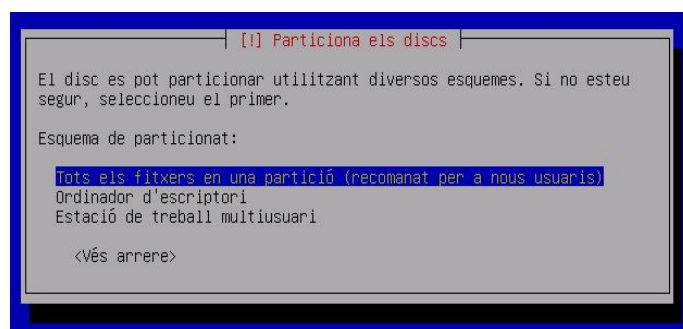 [!] Particiona els discs
El disc es pot particionar utilitzant diversos esquemes. Si no esteu
segur, seleccioneu el primer.
Esquema de particionat:
Tots els fitxers en una partició (recomanat per a nous usuaris)
Ordinador d'escriptori
Estació de treball multiusuari
<Vés arrere>